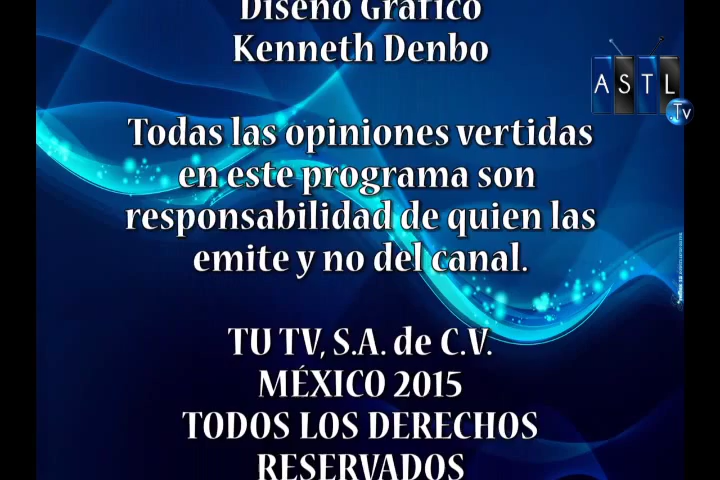 Diseño Gráfico
Kenneth Denbo
ASTL
.Tv
Todas las opiniones vertidas
en este programa son
responsabilidad de quien las
emite y no del canal.
TU TV, S.A. de C.V.
MÉXICO 2015
TODOS LOS DERECHOS
RESERVADOS